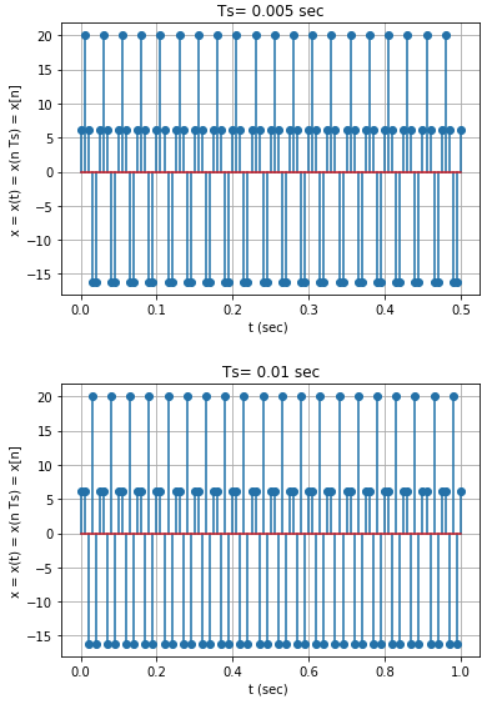 Ts= 0.005 sec
x = x(t) = x(n Ts) = x[n]
20
15
10
5
0
−5
−10
−15
0.0 0.1 0.2 0.3 0.4 0.5
t (sec)
Ts= 0.01 sec
x = x(t) = x(n Ts) = x[n]
20
15
10
5
0
−5
−10
−15
0.0 0.2 0.4 0.6 0.8 1.0
t (sec)